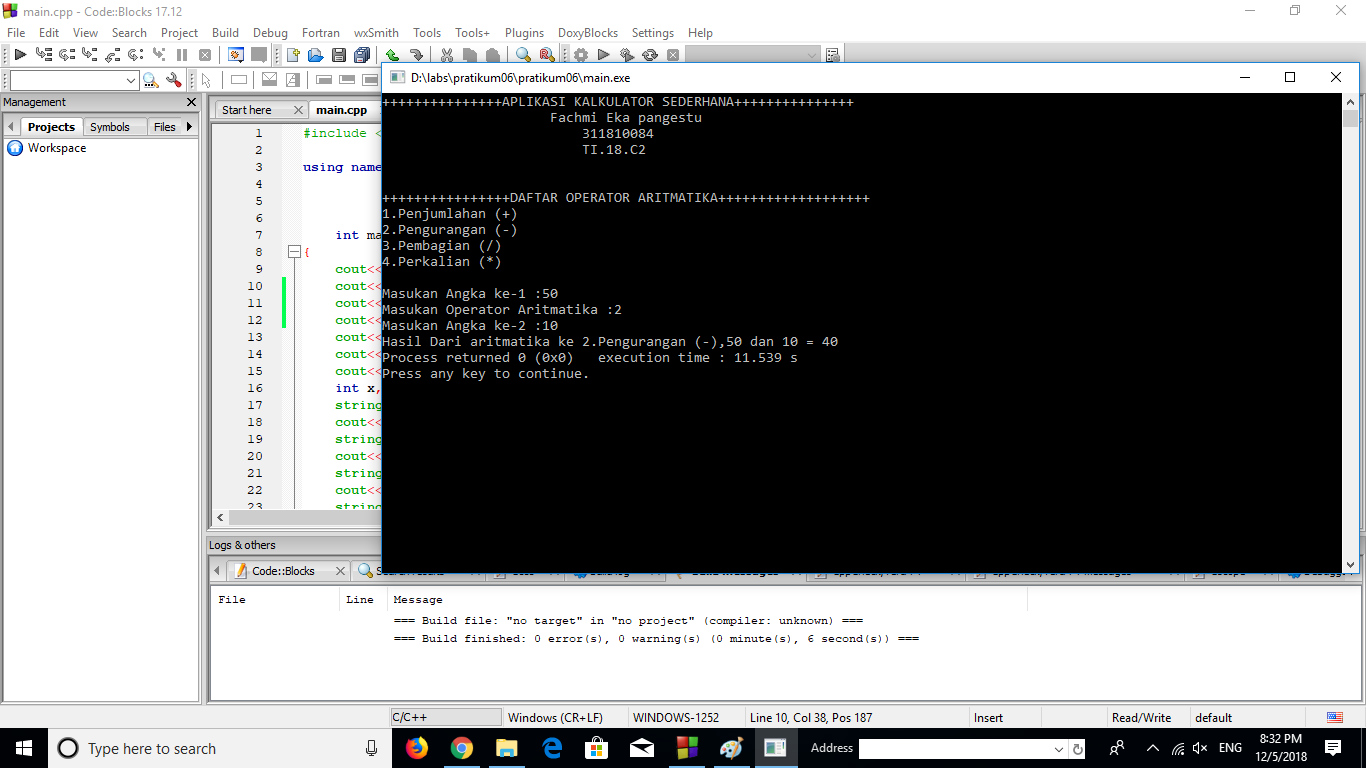 main.cpp - Code::Blocks 17.12
File Edit View Search Project Build Debug Fortran wxSmith Tools Tools+ Plugins DoxyBlocks Settings Help
Management
Projects Symbols Files
Workspace
Start here main.cpp
1 #include <
2
3 using name
4
5
6
7 int ma
8 {
9 cout<<
10 cout<<
11 cout<<
12 cout<<
13 cout<<
14 cout<<
15 cout<<
16 int x,
17 string
18 cout<<
19 string
20 cout<<
21 string
22 cout<<
23 string
D:\labs\pratikum06\pratikum06\main.exe
+++++++++++++++APLIKASI KALKULATOR SEDERHANA+++++++++++++++
Fachmi Eka pangestu
311810084
TI.18.C2
++++++++++++++++DAFTAR OPERATOR ARITMATIKA+++++++++++++++++++
1.Penjumlahan (+)
2.Pengurangan (-)
3.Pembagian (/)
4.Perkalian (*)
Masukan Angka ke-1 :50
Masukan Operator Aritmatika :2
Masukan Angka ke-2 :10
Hasil Dari aritmatika ke 2.Pengurangan (-),50 dan 10 = 40
Process returned 0 (0x0)   execution time : 11.539 s
Press any key to continue.
Logs & others
Code::Blocks
File Line Message
=== Build file: "no target" in "no project" (compiler: unknown) ===
=== Build finished: 0 error(s), 0 warning(s) (0 minute(s), 6 second(s)) ===
C/C++ Windows (CR+LF) WINDOWS-1252 Line 10, Col 38, Pos 187 Insert Read/Write default
Type here to search
Address
ENG
8:32 PM
12/5/2018